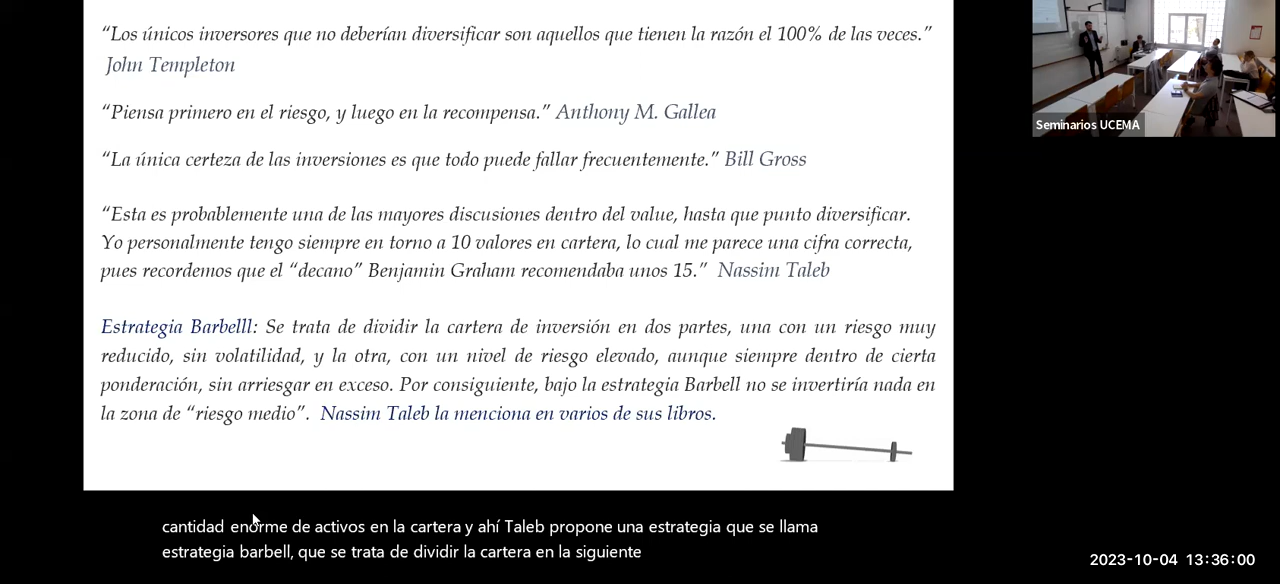 “Los únicos inversores que no deberían diversificar son aquellos que tienen la razón el 100% de las veces.”
John Templeton
“Piensa primero en el riesgo, y luego en la recompensa.” Anthony M. Gallea
“La única certeza de las inversiones es que todo puede fallar frecuentemente.” Bill Gross
“Esta es probablemente una de las mayores discusiones dentro del value, hasta que punto diversificar.
Yo personalmente tengo siempre en torno a 10 valores en cartera, lo cual me parece una cifra correcta,
pues recordemos que el “decano” Benjamin Graham recomendaba unos 15.” Nassim Taleb
Estrategia Barbelll: Se trata de dividir la cartera de inversión en dos partes, una con un riesgo muy
reducido, sin volatilidad, y la otra, con un nivel de riesgo elevado, aunque siempre dentro de cierta
ponderación, sin arriesgar en exceso. Por consiguiente, bajo la estrategia Barbell no se invertiría nada en
la zona de “riesgo medio”. Nassim Taleb la menciona en varios de sus libros.
Seminarios UCEMA
cantidad enorme de activos en la cartera y ahí Taleb propone una estrategia que se llama
estrategia barbell, que se trata de dividir la cartera en la siguiente
2023-10-04 13:36:00